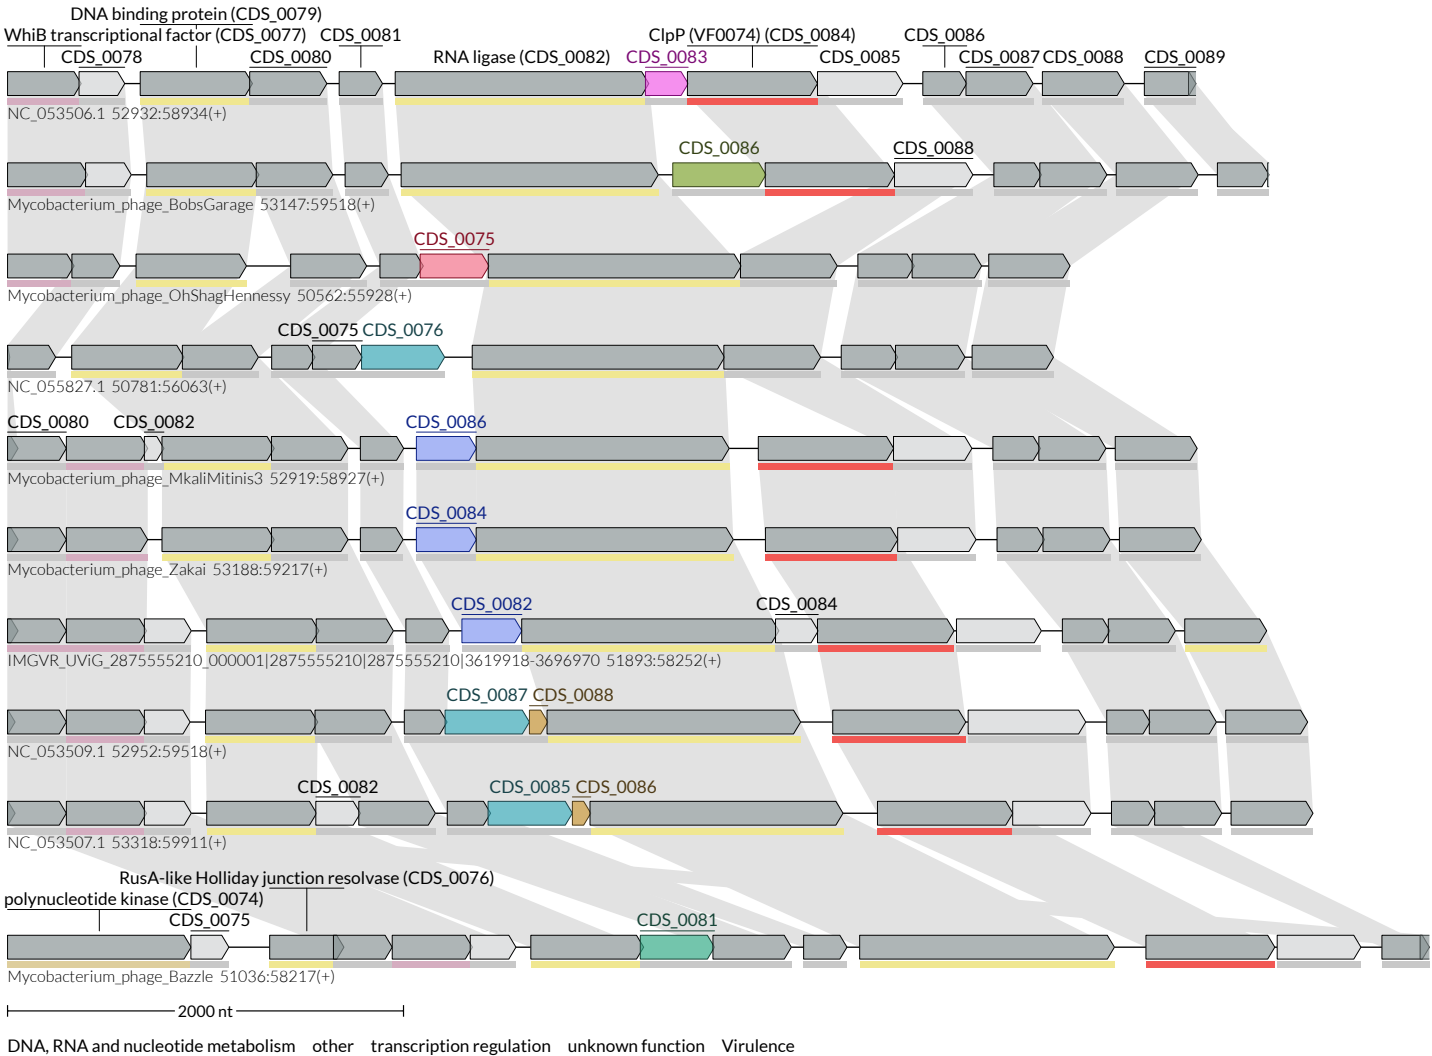 DNA binding protein (CDS_0079)
WhiB transcriptional factor (CDS_0077) CDS_0081 ClpP (VF0074) (CDS_0084) CDS_0086
CDS_0078 CDS_0080 RNA ligase (CDS_0082) CDS_0083 CDS_0085 CDS_0087 CDS_0088 CDS_0089
NC_053506.1 52932:58934(+)
CDS_0086 CDS_0088
Mycobacterium_phage_BobsGarage 53147:59518(+)
CDS_0075
Mycobacterium_phage_OhShagHennessy 50562:55928(+)
CDS_0075 CDS_0076
NC_055827.1 50781:56063(+)
CDS_0080 CDS_0082 CDS_0086
Mycobacterium_phage_MkaliMitinis3 52919:58927(+)
CDS_0084
Mycobacterium_phage_Zakai 53188:59217(+)
CDS_0082 CDS_0084
IMGVR_UViG_2875555210_000001|2875555210|2875555210|3619918-3696970 51893:58252(+)
CDS_0087 CDS_0088
NC_053509.1 52952:59518(+)
CDS_0082 CDS_0085 CDS_0086
NC_053507.1 53318:59911(+)
RusA-like Holliday junction resolvase (CDS_0076)
polynucleotide kinase (CDS_0074)
CDS_0075 CDS_0081
Mycobacterium_phage_Bazzle 51036:58217(+)
2000 nt
DNA, RNA and nucleotide metabolism other transcription regulation unknown function Virulence